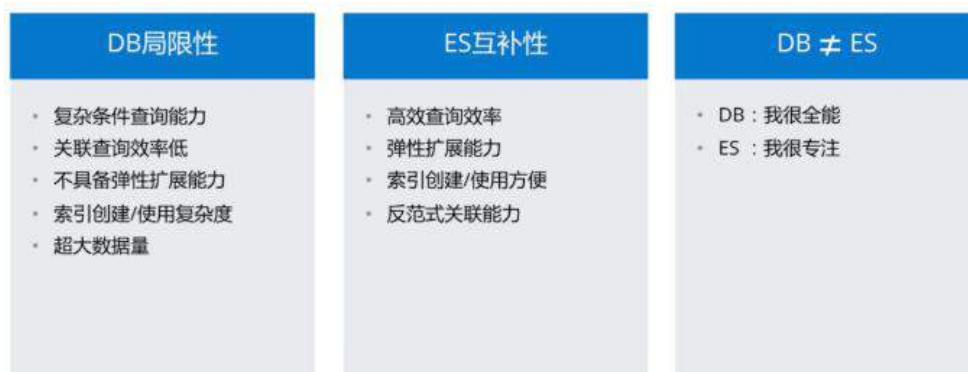 DB局限性
• 复杂条件查询能力
• 关联查询效率低
• 不具备弹性扩展能力
• 索引创建/使用复杂度
• 超大数据量
ES互补性
• 高效查询效率
• 弹性扩展能力
• 索引创建/使用方便
• 反范式关联能力
DB ≠ ES
• DB：我很全能
• ES ：我很专注